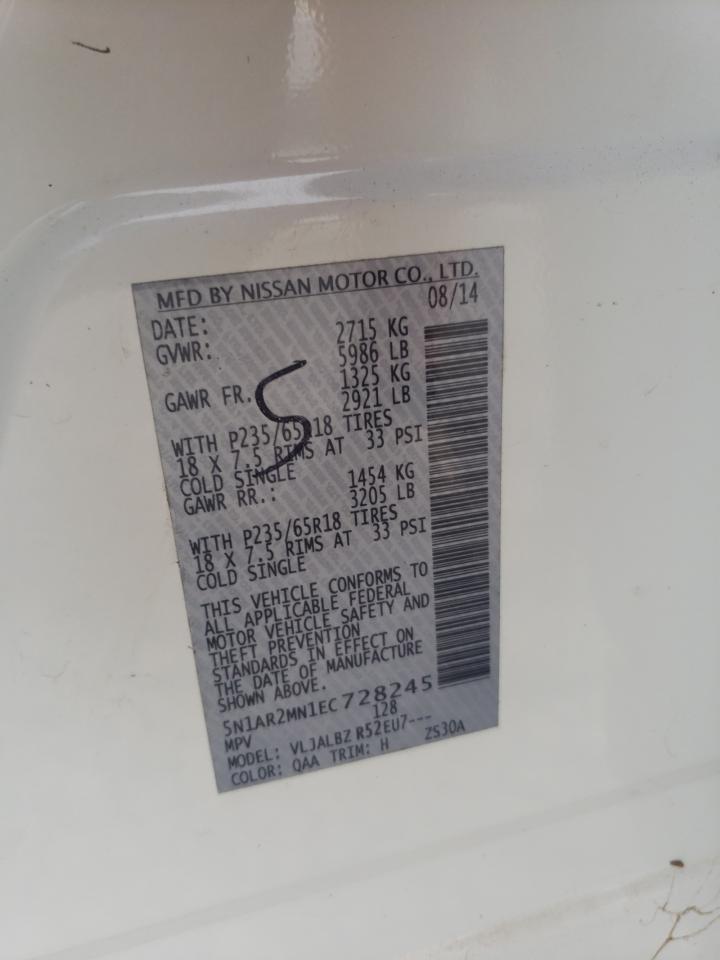 MFD BY NISSAN MOTOR CO., LTD.
DATE: 08/14
GVWR: 2715 KG
5986 LB
GAWR FR. 1325 KG
2921 LB
WITH P235/65R18 TIRES
18 X 7.5 RIMS AT 33 PSI
COLD SINGLE
GAWR RR.: 1454 KG
3205 LB
WITH P235/65R18 TIRES
18 X 7.5 RIMS AT 33 PSI
COLD SINGLE
THIS VEHICLE CONFORMS TO
ALL APPLICABLE FEDERAL
MOTOR VEHICLE SAFETY AND
THEFT PREVENTION
STANDARDS IN EFFECT ON
THE DATE OF MANUFACTURE
SHOWN ABOVE.
5N1AR2MN1EC728245
MPV 128
MODEL: VLJALBZ R52EU7---
COLOR: QAA TRIM: H ZS30A
5